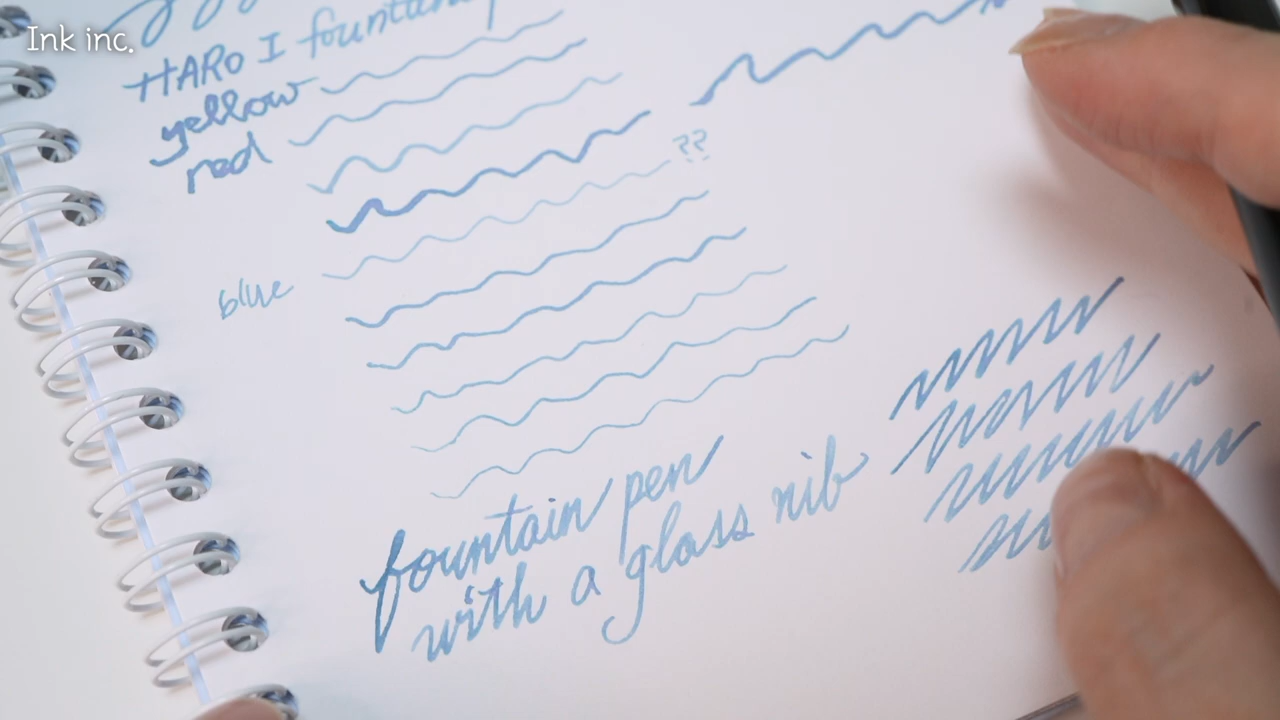 Ink inc.
HARo I fountain
yellow
red
??
blue
fountain pen
with a glass nib